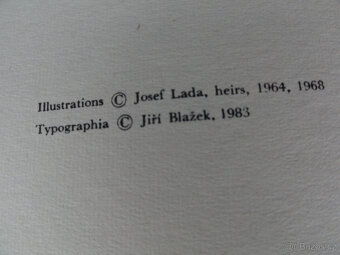 Illustrations © Josef Lada, heirs, 1964, 1968
Typographia © Jiří Blažek, 1983